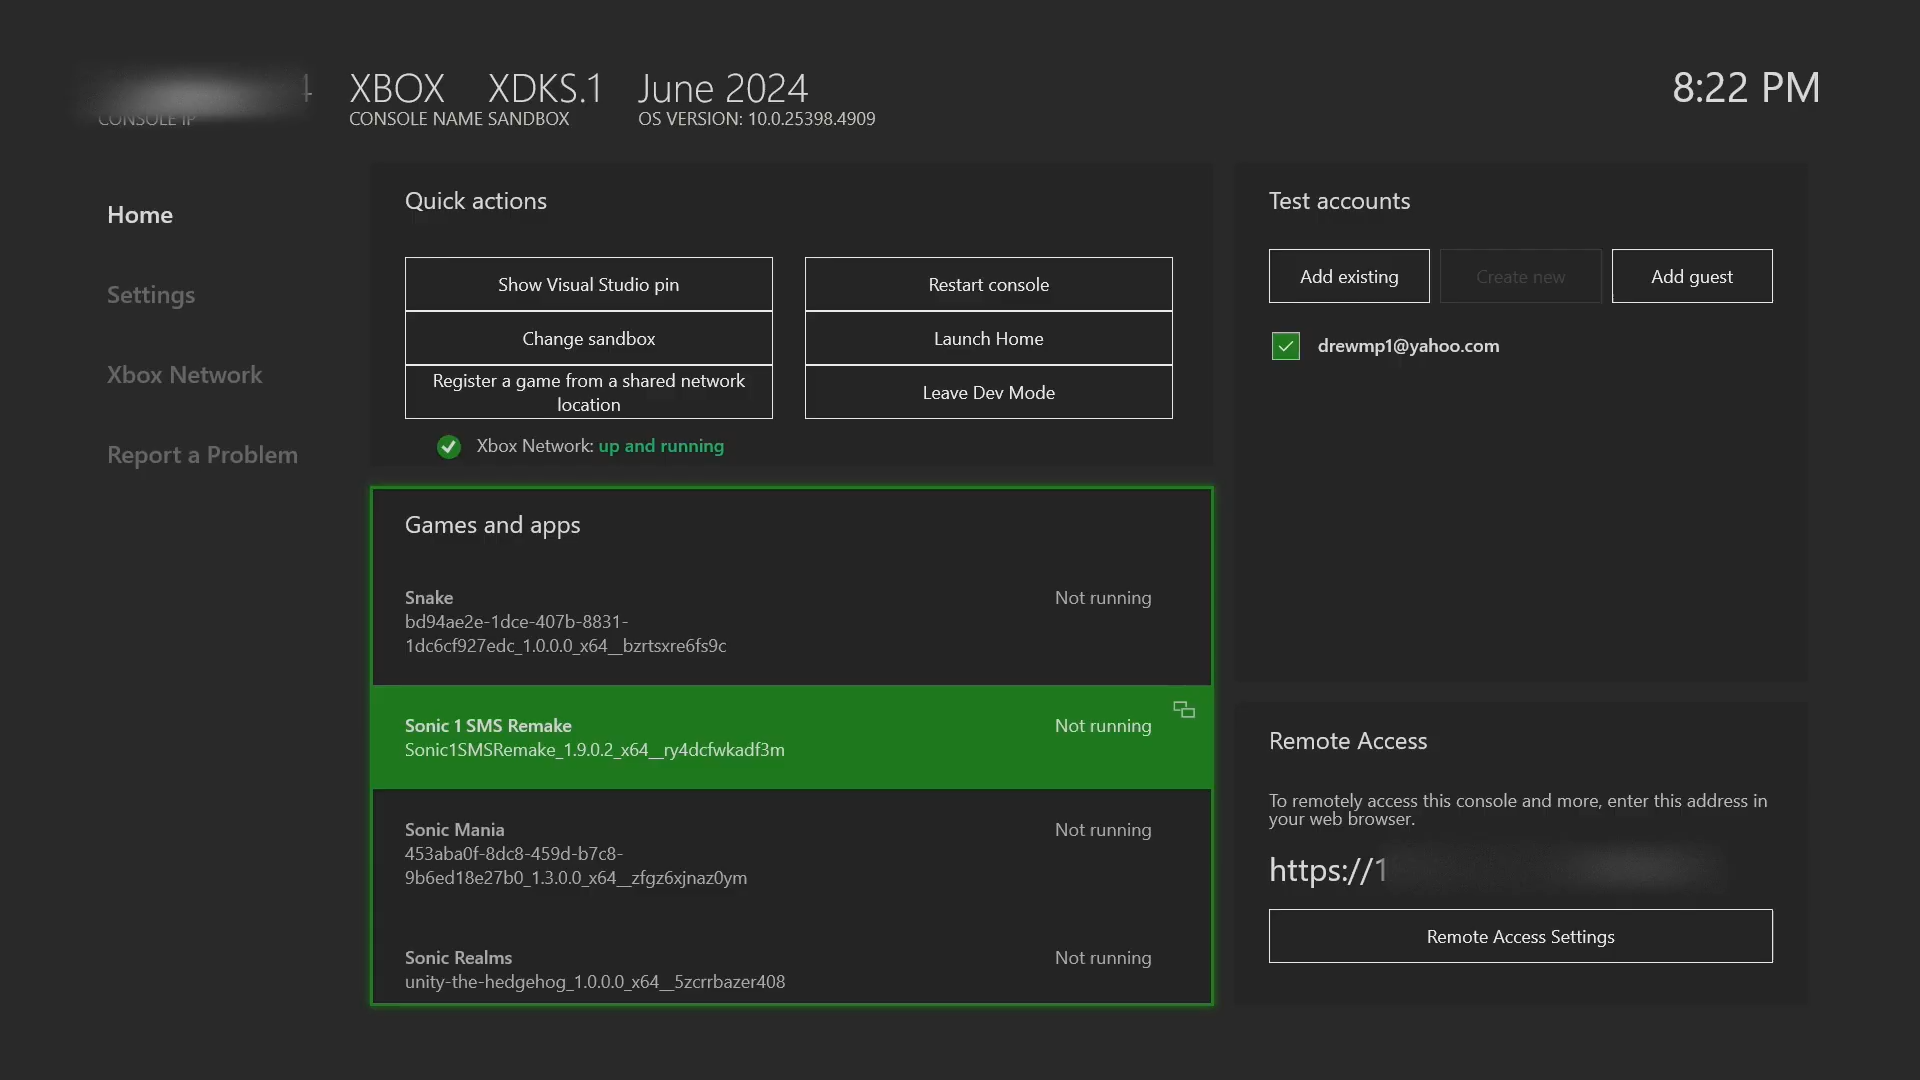 XBOX XDKS.1 June 2024 8:22 PM
CONSOLE IP CONSOLE NAME SANDBOX OS VERSION: 10.0.25398.4909
Home
Settings
Xbox Network
Report a Problem
Quick actions
Show Visual Studio pin
Restart console
Change sandbox
Launch Home
Register a game from a shared network
location
Leave Dev Mode
Xbox Network: up and running
Games and apps
Snake Not running
bd94ae2e-1dce-407b-8831-
1dc6cf927edc_1.0.0.0_x64__bzrtsxre6fs9c
Sonic 1 SMS Remake Not running
Sonic1SMSRemake_1.9.0.2_x64__ry4dcfwkadf3m
Sonic Mania Not running
453aba0f-8dc8-459d-b7c8-
9b6ed18e27b0_1.3.0.0_x64__zfgz6xjnaz0ym
Sonic Realms Not running
unity-the-hedgehog_1.0.0.0_x64__5zcrrbazer408
Test accounts
Add existing Create new Add guest
drewmp1@yahoo.com
Remote Access
To remotely access this console and more, enter this address in
your web browser.
https://1
Remote Access Settings